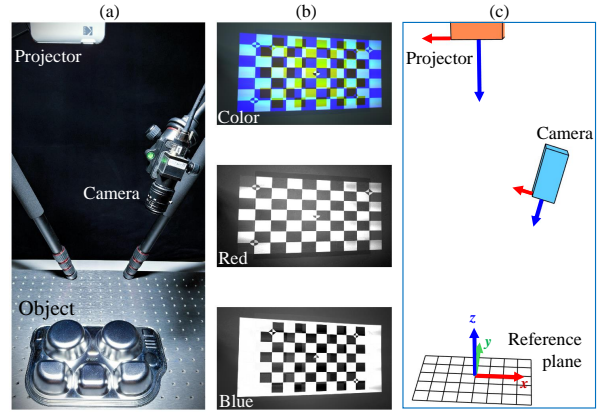 (a)
(b)
(c)
Projector
Camera
Object
Color
Red
Blue
Projector
Camera
z
y
x
Reference
plane